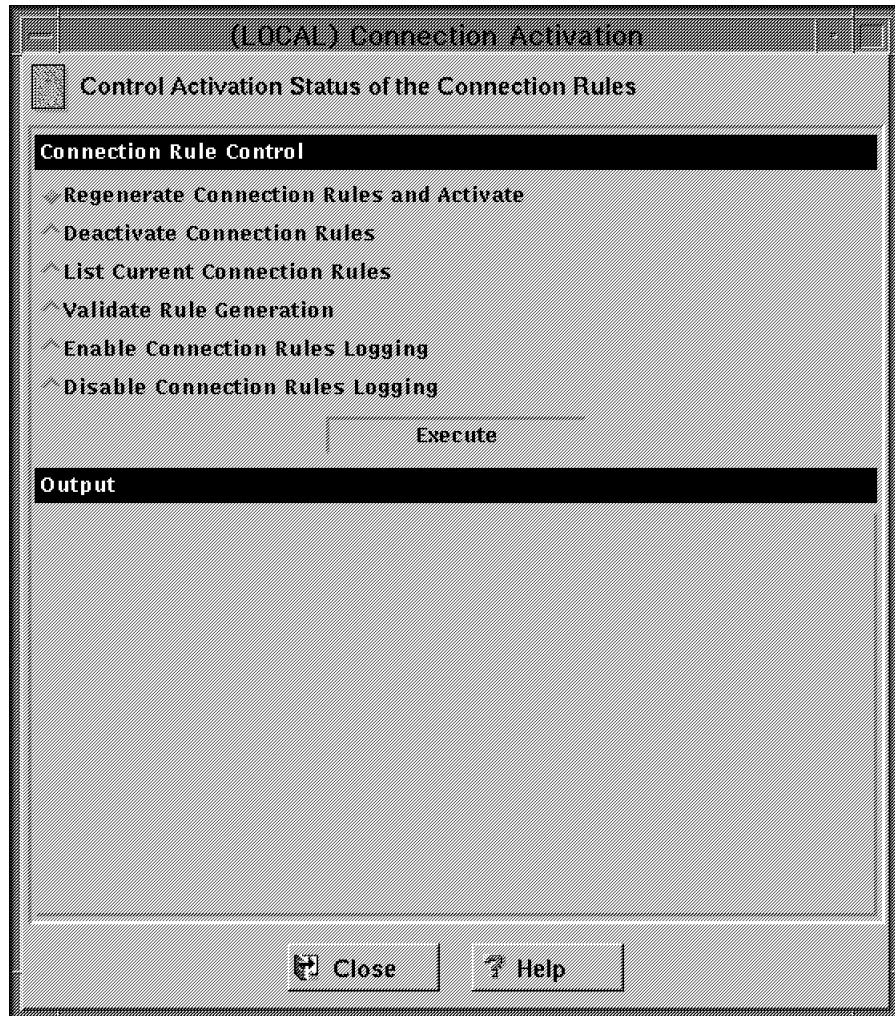 (LOCAL) Connection Activation
Control Activation Status of the Connection Rules
Connection Rule Control
Regenerate Connection Rules and Activate
Deactivate Connection Rules
List Current Connection Rules
Validate Rule Generation
Enable Connection Rules Logging
Disable Connection Rules Logging
Execute
Output
Close
? Help